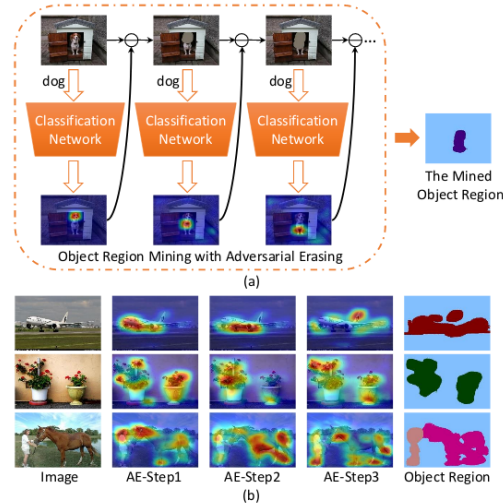 dog
dog
dog
Classification
Network
Classification
Network
Classification
Network
The Mined
Object Region
Object Region Mining with Adversarial Erasing
(a)
Image
AE-Step1
AE-Step2
AE-Step3
Object Region
(b)